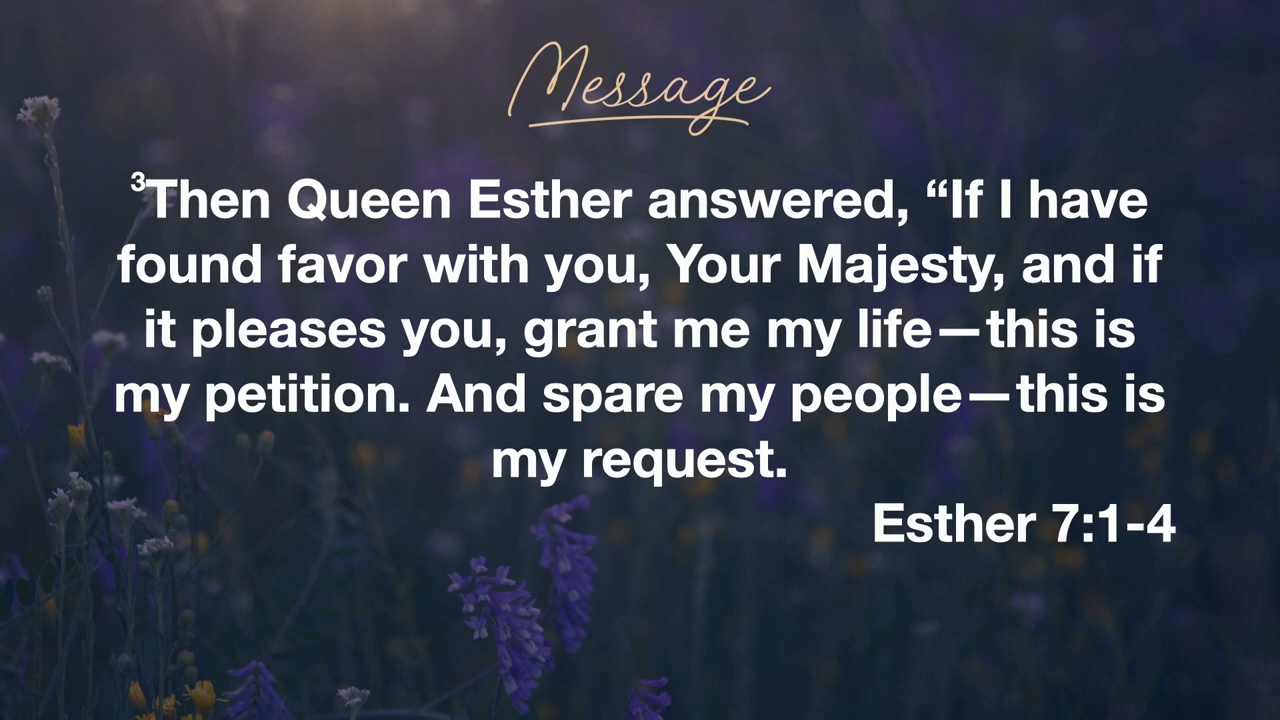 Message
³Then Queen Esther answered, “If I have
found favor with you, Your Majesty, and if
it pleases you, grant me my life—this is
my petition. And spare my people—this is
my request.
Esther 7:1-4